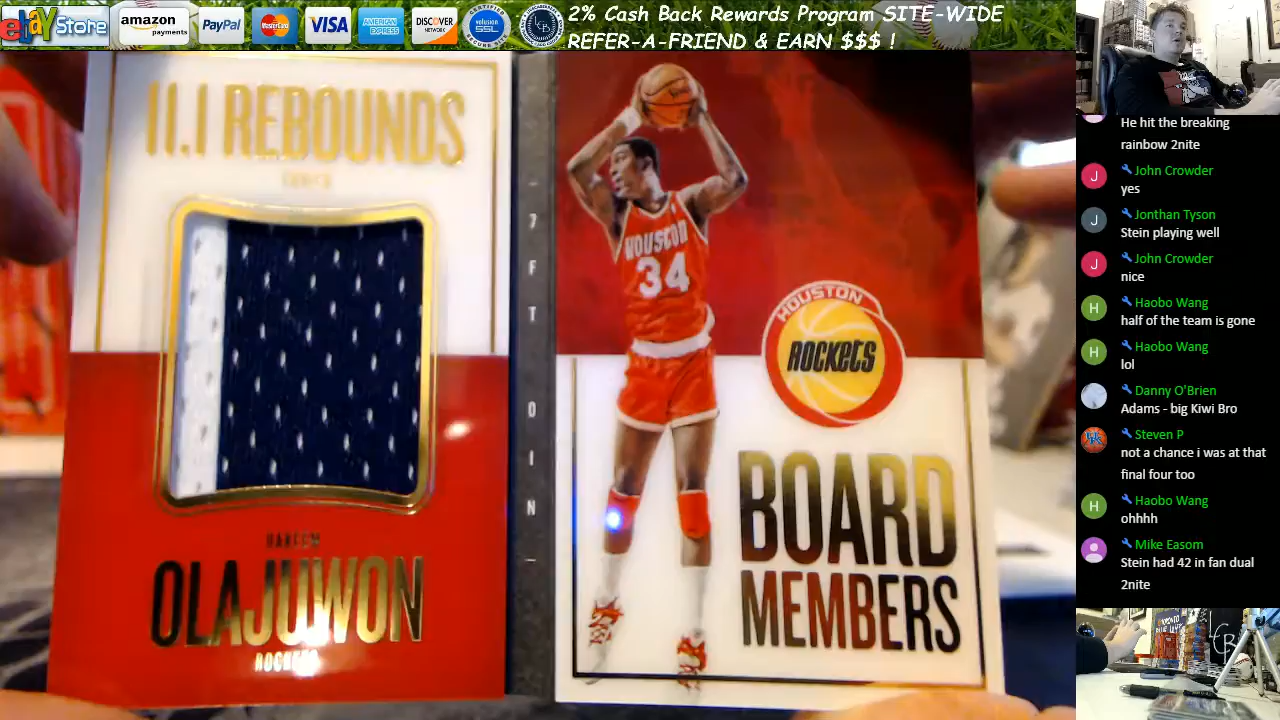 ebay Store
amazon
payments
PayPal
MasterCard
VISA
AMERICAN
EXPRESS
DISCOVER
NETWORK
volusion
SSL
2% Cash Back Rewards Program SITE-WIDE
REFER-A-FRIEND & EARN $$$ !
11.1 REBOUNDS
HAKEEM
OLAJUWON
ROCKETS
7 FT 0 IN
HOUSTON
34
HOUSTON
ROCKETS
BOARD
MEMBERS
He hit the breaking
rainbow 2nite
J John Crowder
yes
J Jonthan Tyson
Stein playing well
J John Crowder
nice
H Haobo Wang
half of the team is gone
H Haobo Wang
lol
Danny O'Brien
Adams - big Kiwi Bro
Steven P
not a chance i was at that
final four too
H Haobo Wang
ohhhh
Mike Easom
Stein had 42 in fan dual
2nite